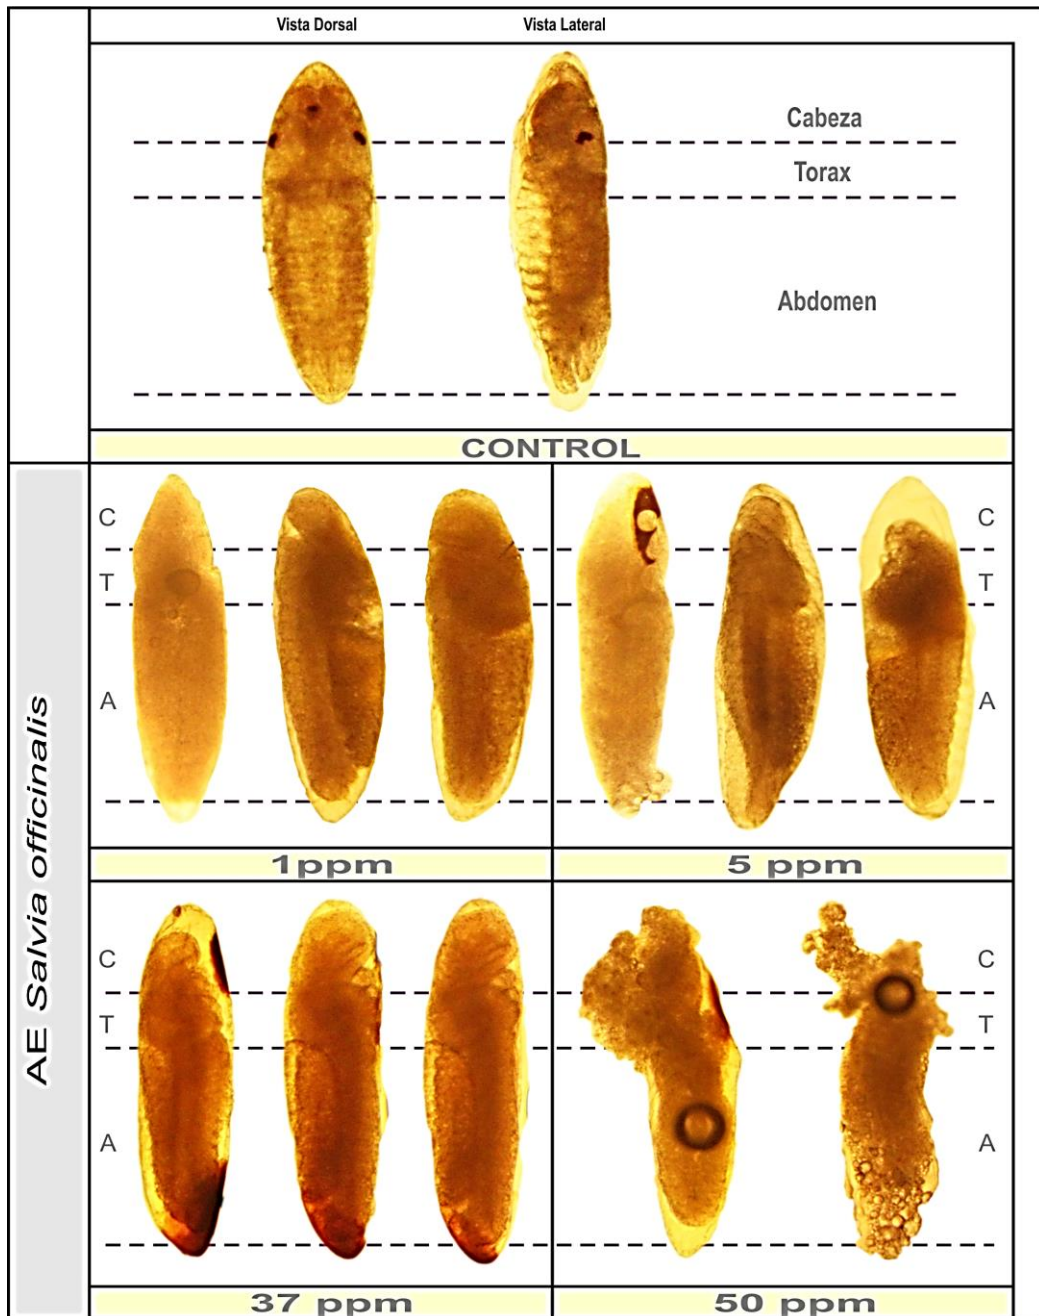 Vista Dorsal
Vista Lateral
Cabeza
Torax
Abdomen
CONTROL
AE Salvia officinalis
C
T
A
C
T
A
1ppm
5 ppm
C
T
A
C
T
A
37 ppm
50 ppm